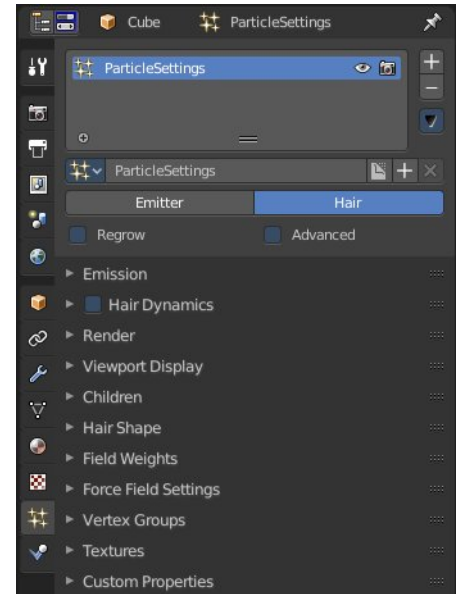 Cube ParticleSettings
ParticleSettings
ParticleSettings
Emitter Hair
Regrow Advanced
Emission
Hair Dynamics
Render
Viewport Display
Children
Hair Shape
Field Weights
Force Field Settings
Vertex Groups
Textures
Custom Properties